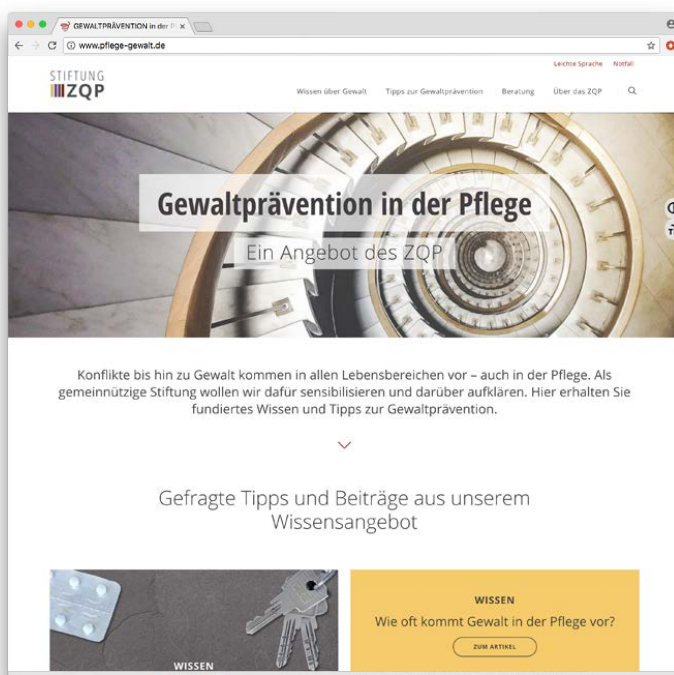 GEWALTPRÄVENTION in der
www.pflege-gewalt.de
Leichte Sprache Notfall
STIFTUNG
ZQP
Wissen über Gewalt Tipps zur Gewaltprävention Beratung Über das ZQP
Gewaltprävention in der Pflege
Ein Angebot des ZQP
Konflikte bis hin zu Gewalt kommen in allen Lebensbereichen vor – auch in der Pflege. Als
gemeinnützige Stiftung wollen wir dafür sensibilisieren und darüber aufklären. Hier erhalten Sie
fundiertes Wissen und Tipps zur Gewaltprävention.
Gefragte Tipps und Beiträge aus unserem
Wissensangebot
WISSEN
WISSEN
Wie oft kommt Gewalt in der Pflege vor?
ZUM ARTIKEL